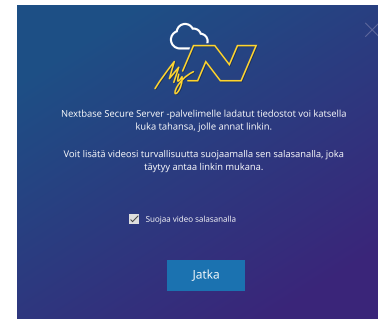 My N
Nextbase Secure Server -palvelimelle ladatut tiedostot voi katsella
kuka tahansa, jolle annat linkin.
Voit lisätä videosi turvallisuutta suojaamalla sen salasanalla, joka
täytyy antaa linkin mukana.
Suojaa video salasanalla
Jatka